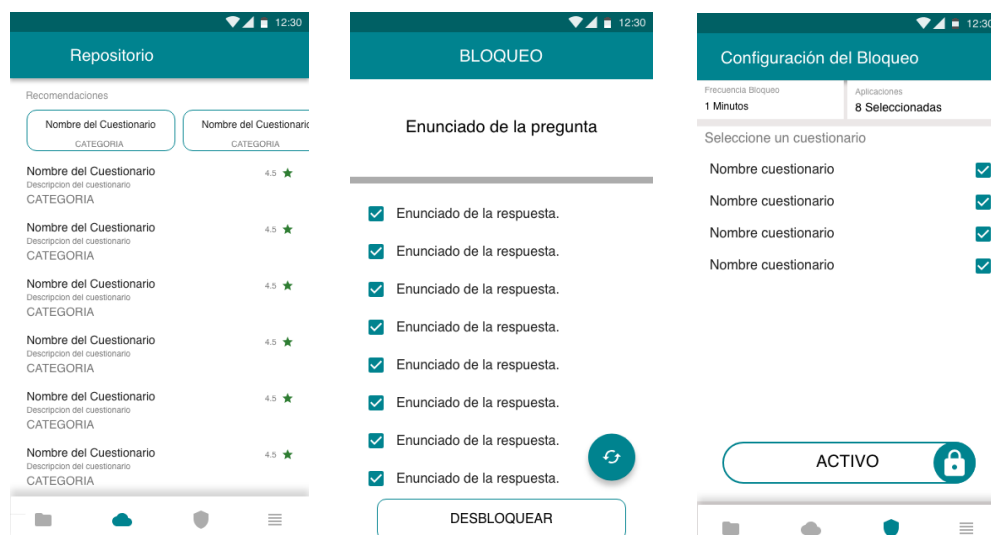 12:30
Repositorio
Recomendaciones
Nombre del Cuestionario
CATEGORIA
Nombre del Cuestionario
CATEGORIA
Nombre del Cuestionario
4.5
Descripcion del cuestionario
CATEGORIA
Nombre del Cuestionario
4.5
Descripcion del cuestionario
CATEGORIA
Nombre del Cuestionario
4.5
Descripcion del cuestionario
CATEGORIA
Nombre del Cuestionario
4.5
Descripcion del cuestionario
CATEGORIA
Nombre del Cuestionario
4.5
Descripcion del cuestionario
CATEGORIA
Nombre del Cuestionario
4.5
Descripcion del cuestionario
CATEGORIA
12:30
BLOQUEO
Enunciado de la pregunta
Enunciado de la respuesta.
Enunciado de la respuesta.
Enunciado de la respuesta.
Enunciado de la respuesta.
Enunciado de la respuesta.
Enunciado de la respuesta.
Enunciado de la respuesta.
Enunciado de la respuesta.
DESBLOQUEAR
12:30
Configuración del Bloqueo
Frecuencia Bloqueo
1 Minutos
Aplicaciones
8 Seleccionadas
Seleccione un cuestionario
Nombre cuestionario
Nombre cuestionario
Nombre cuestionario
Nombre cuestionario
ACTIVO